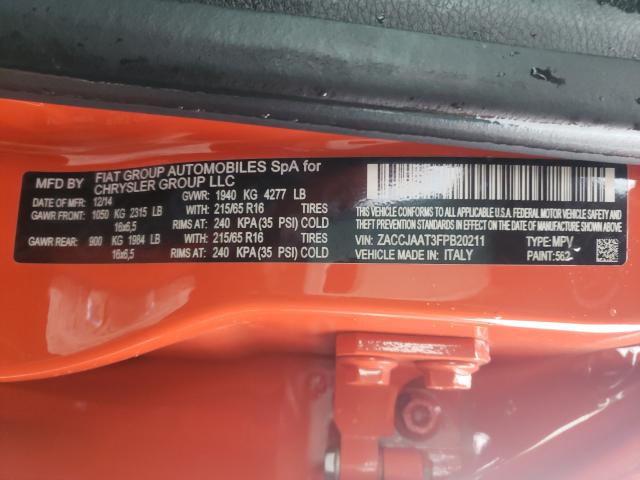 MFD BY FIAT GROUP AUTOMOBILES SpA for
CHRYSLER GROUP LLC
DATE OF MFR: 12/14 GVWR: 1940 KG 4277 LB
GAWR FRONT: 1050 KG 2315 LB WITH: 215/65 R16 TIRES
16x6,5 RIMS AT: 240 KPA (35 PSI) COLD
GAWR REAR: 900 KG 1984 LB WITH: 215/65 R16 TIRES
16x6,5 RIMS AT: 240 KPA (35 PSI) COLD
THIS VEHICLE CONFORMS TO ALL APPLICABLE U.S.A. FEDERAL MOTOR VEHICLE SAFETY AND
THEFT PREVENTION STANDARDS IN EFFECT ON THE DATE OF MANUFACTURE SHOWN ABOVE
VIN: ZACCJAAT3FPB20211 TYPE: MPV
VEHICLE MADE IN: ITALY PAINT: 562